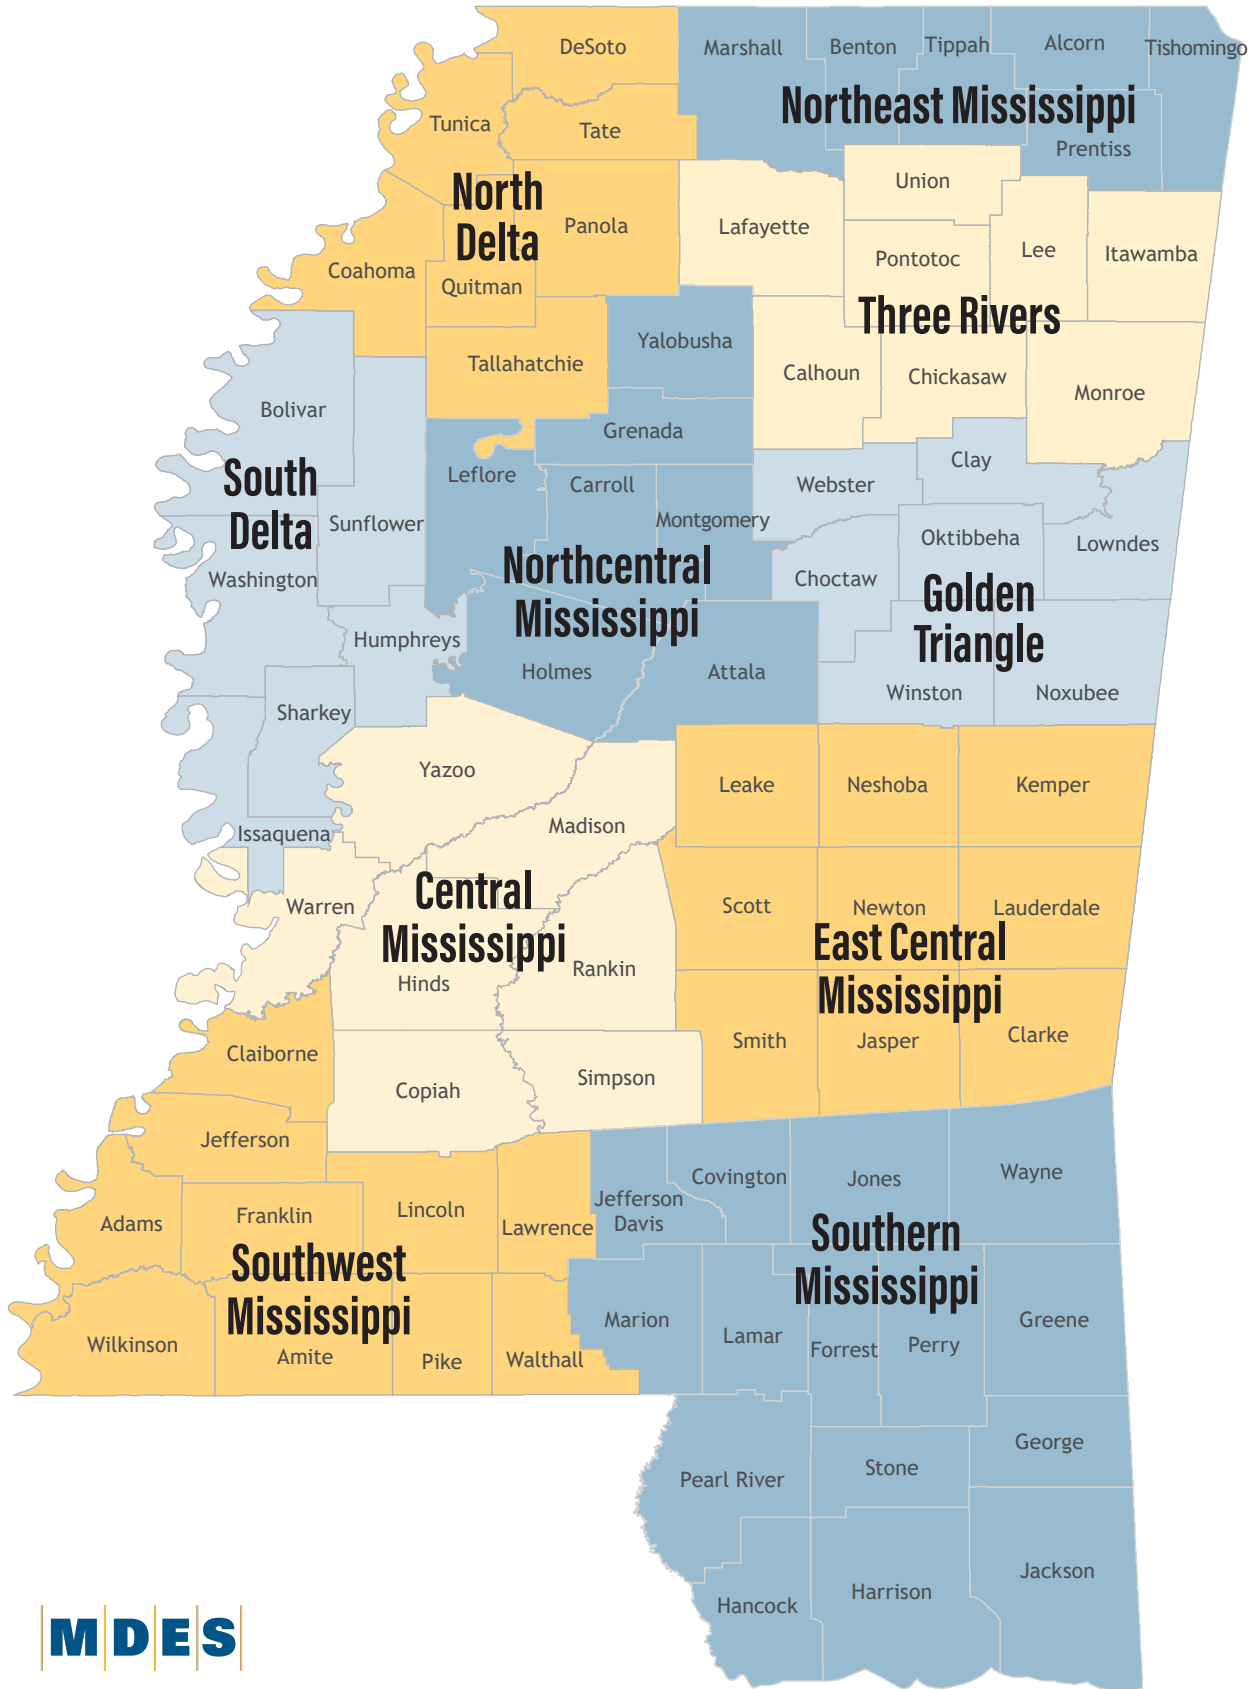 DeSoto
Marshall
Benton
Tippah
Alcorn
Tishomingo
Northeast Mississippi
Tunica
Tate
Prentiss
North
Delta
Union
Panola
Lafayette
Pontotoc
Lee
Itawamba
Coahoma
Quitman
Three Rivers
Yalobusha
Tallahatchie
Calhoun
Chickasaw
Monroe
Bolivar
Grenada
Clay
South
Delta
Leflore
Carroll
Webster
Sunflower
Montgomery
Oktibbeha
Lowndes
Washington
Northcentral
Mississippi
Choctaw
Golden
Triangle
Humphreys
Holmes
Attala
Winston
Noxubee
Sharkey
Yazoo
Leake
Neshoba
Kemper
Issaquena
Madison
Central
Mississippi
Warren
Scott
Newton
Lauderdale
East Central
Mississippi
Hinds
Rankin
Claiborne
Smith
Jasper
Clarke
Copiah
Simpson
Jefferson
Covington
Jones
Wayne
Jefferson
Davis
Adams
Franklin
Lincoln
Lawrence
Southern
Mississippi
Southwest
Mississippi
Marion
Lamar
Forrest
Perry
Greene
Wilkinson
Amite
Pike
Walthall
George
Pearl River
Stone
Jackson
Hancock
Harrison
MDES